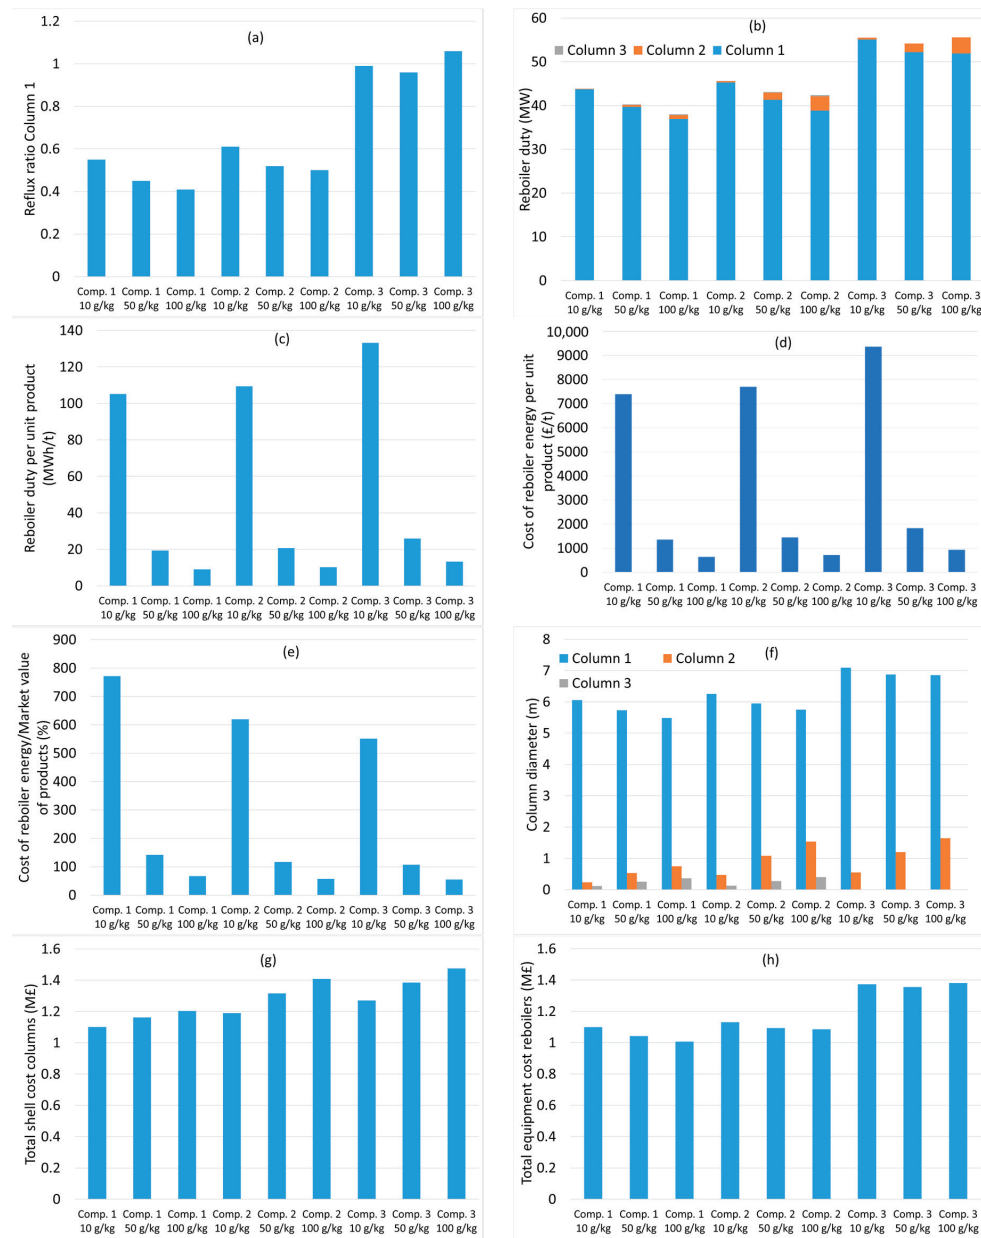 (a)
Reflux ratio Column 1
1.2
1
0.8
0.6
0.4
0.2
0
Comp. 1 Comp. 1 Comp. 1 Comp. 2 Comp. 2 Comp. 2 Comp. 3 Comp. 3 Comp. 3
10 g/kg 50 g/kg 100 g/kg 10 g/kg 50 g/kg 100 g/kg 10 g/kg 50 g/kg 100 g/kg
(b)
Column 3 Column 2 Column 1
Reboiler duty (MW)
60
50
40
30
20
10
0
Comp. 1 Comp. 1 Comp. 1 Comp. 2 Comp. 2 Comp. 2 Comp. 3 Comp. 3 Comp. 3
10 g/kg 50 g/kg 100 g/kg 10 g/kg 50 g/kg 100 g/kg 10 g/kg 50 g/kg 100 g/kg
(c)
Reboiler duty per unit product
(MWh/t)
140
120
100
80
60
40
20
0
Comp. 1 Comp. 1 Comp. 1 Comp. 2 Comp. 2 Comp. 2 Comp. 3 Comp. 3 Comp. 3
10 g/kg 50 g/kg 100 g/kg 10 g/kg 50 g/kg 100 g/kg 10 g/kg 50 g/kg 100 g/kg
(d)
Cost of reboiler energy per unit
product (£/t)
10,000
9000
8000
7000
6000
5000
4000
3000
2000
1000
0
Comp. 1 Comp. 1 Comp. 1 Comp. 2 Comp. 2 Comp. 2 Comp. 3 Comp. 3 Comp. 3
10 g/kg 50 g/kg 100 g/kg 10 g/kg 50 g/kg 100 g/kg 10 g/kg 50 g/kg 100 g/kg
(e)
Cost of reboiler energy/Market value
of products (%)
900
800
700
600
500
400
300
200
100
0
Comp. 1 Comp. 1 Comp. 1 Comp. 2 Comp. 2 Comp. 2 Comp. 3 Comp. 3 Comp. 3
10 g/kg 50 g/kg 100 g/kg 10 g/kg 50 g/kg 100 g/kg 10 g/kg 50 g/kg 100 g/kg
(f)
Column 1 Column 2
Column 3
Column diameter (m)
8
7
6
5
4
3
2
1
0
Comp. 1 Comp. 1 Comp. 1 Comp. 2 Comp. 2 Comp. 2 Comp. 3 Comp. 3 Comp. 3
10 g/kg 50 g/kg 100 g/kg 10 g/kg 50 g/kg 100 g/kg 10 g/kg 50 g/kg 100 g/kg
(g)
Total shell cost columns (M£)
1.6
1.4
1.2
1
0.8
0.6
0.4
0.2
0
Comp. 1 Comp. 1 Comp. 1 Comp. 2 Comp. 2 Comp. 2 Comp. 3 Comp. 3 Comp. 3
10 g/kg 50 g/kg 100 g/kg 10 g/kg 50 g/kg 100 g/kg 10 g/kg 50 g/kg 100 g/kg
(h)
Total equipment cost reboilers (M£)
1.6
1.4
1.2
1
0.8
0.6
0.4
0.2
0
Comp. 1 Comp. 1 Comp. 1 Comp. 2 Comp. 2 Comp. 2 Comp. 3 Comp. 3 Comp. 3
10 g/kg 50 g/kg 100 g/kg 10 g/kg 50 g/kg 100 g/kg 10 g/kg 50 g/kg 100 g/kg